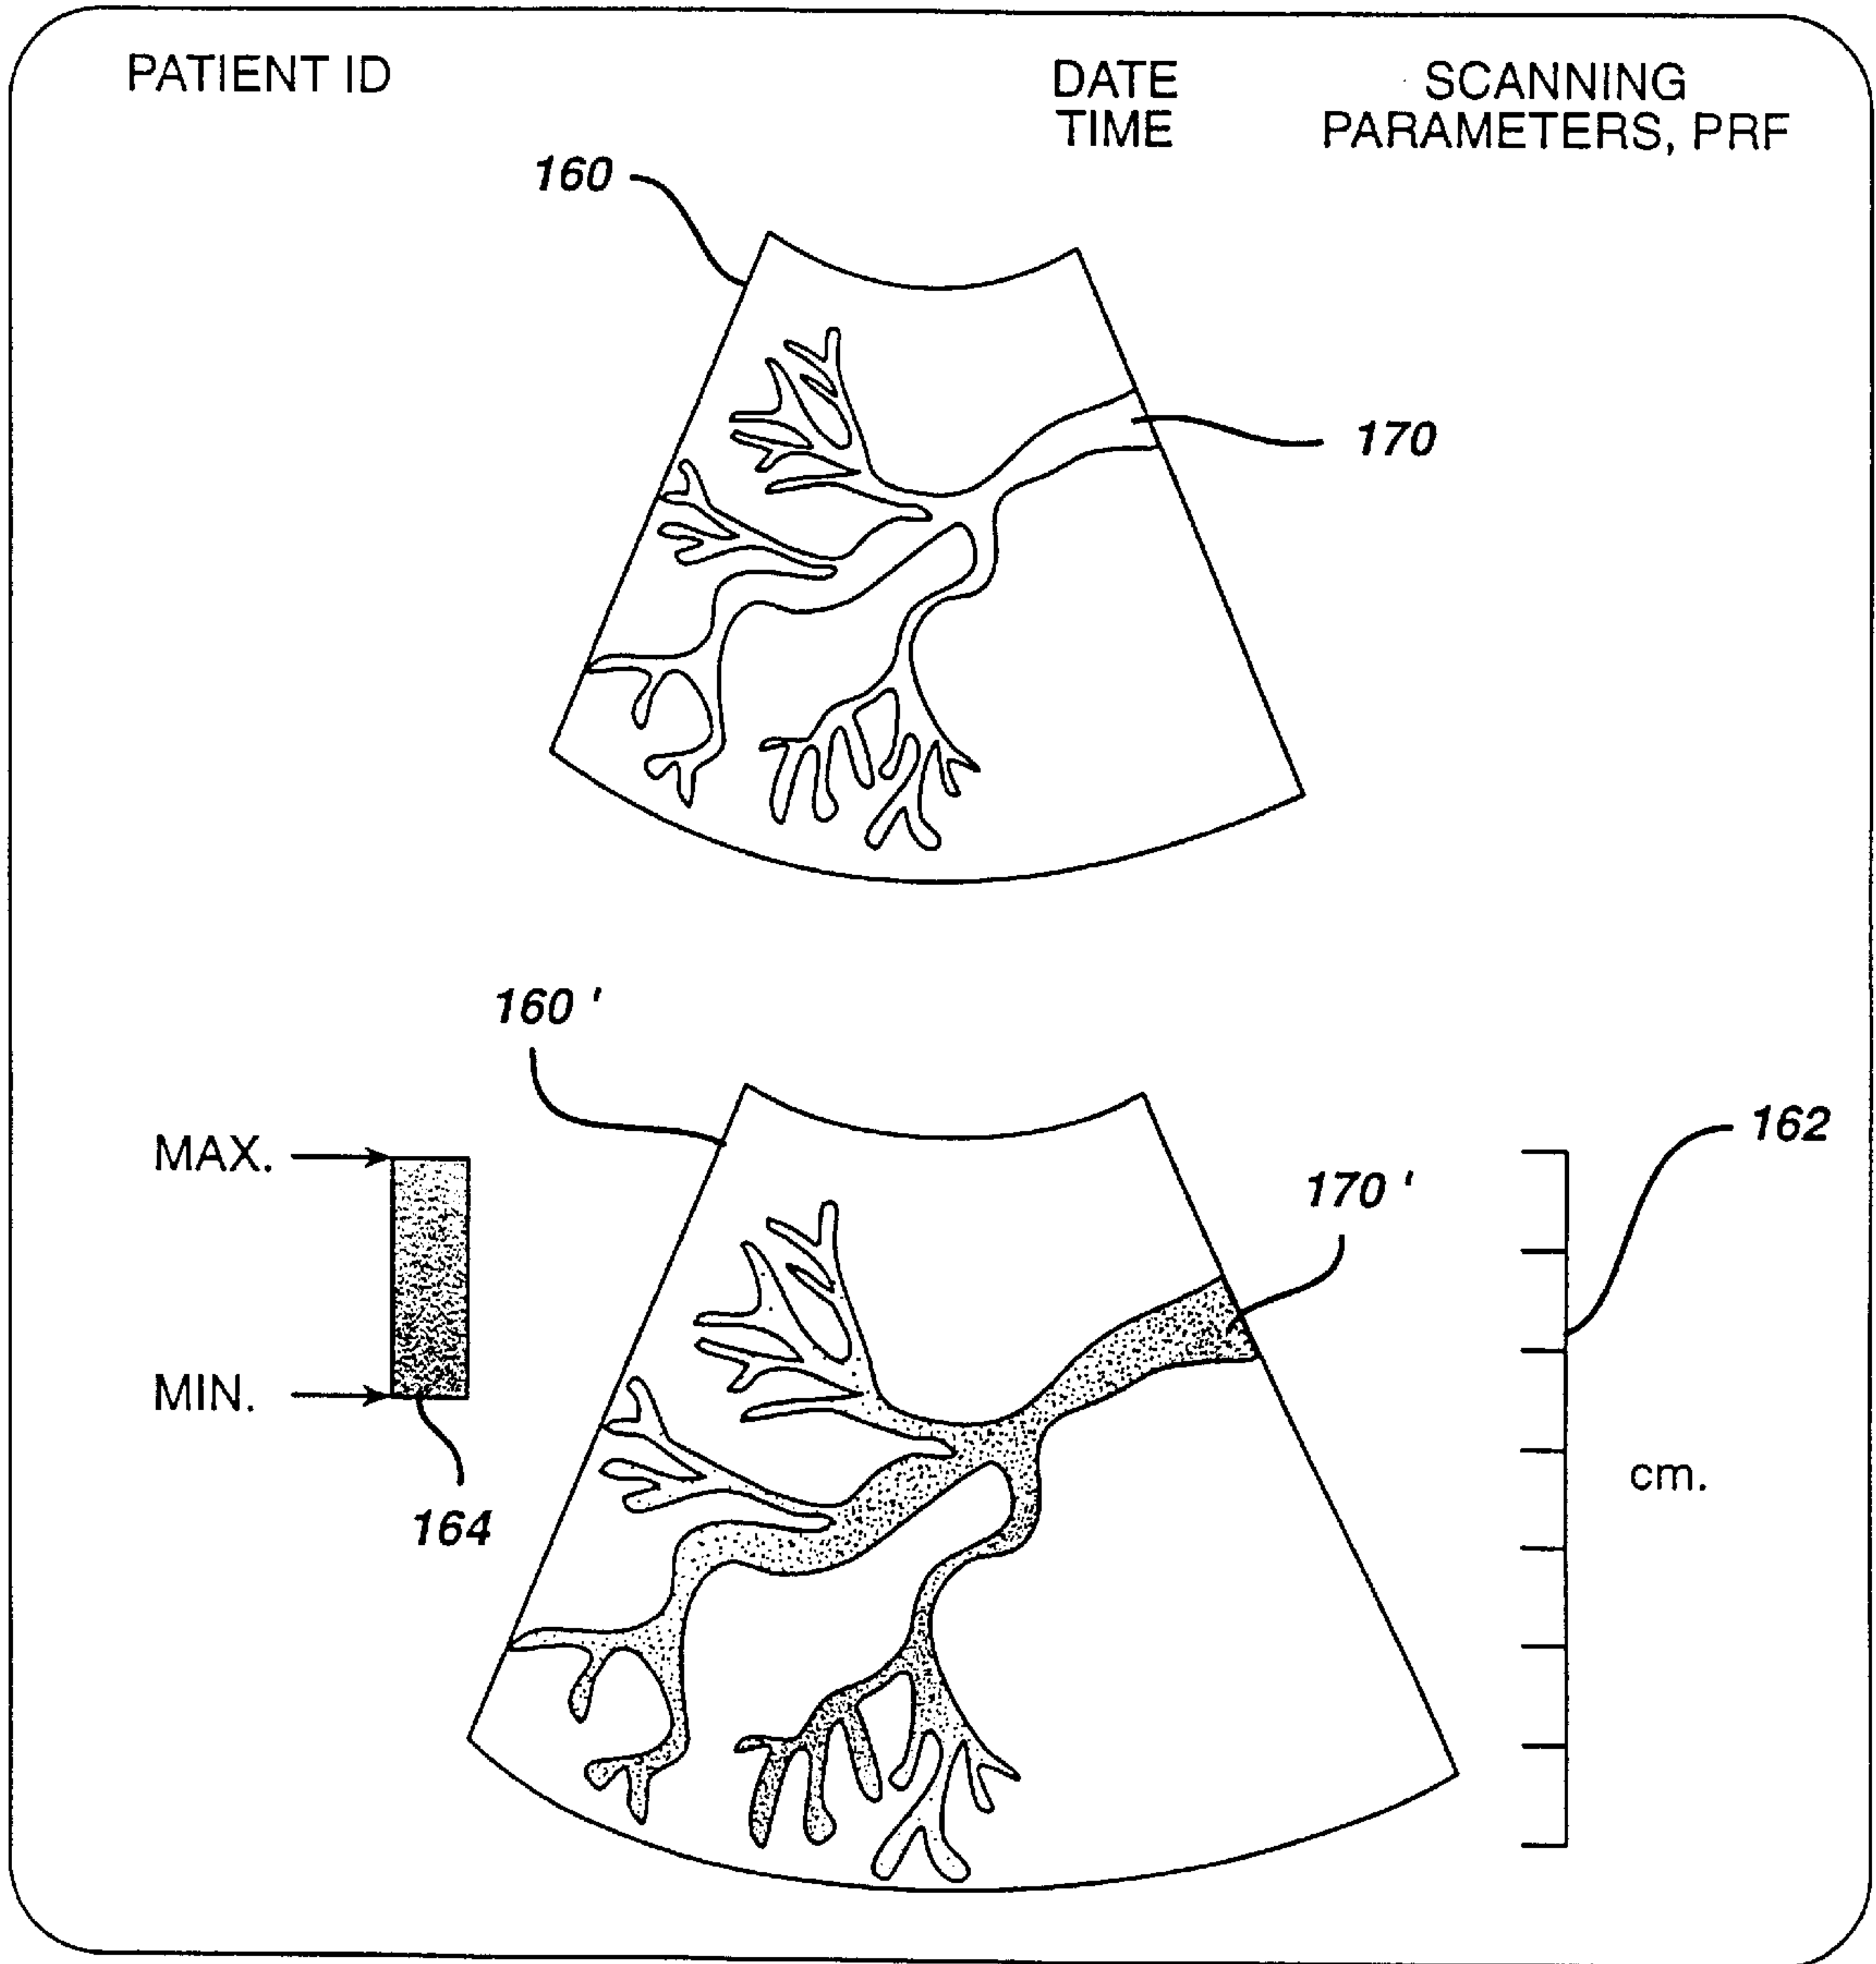 PATIENT ID
DATE
TIME
SCANNING
PARAMETERS, PRF
160
170
160'
162
MAX.
170'
MIN.
cm.
164